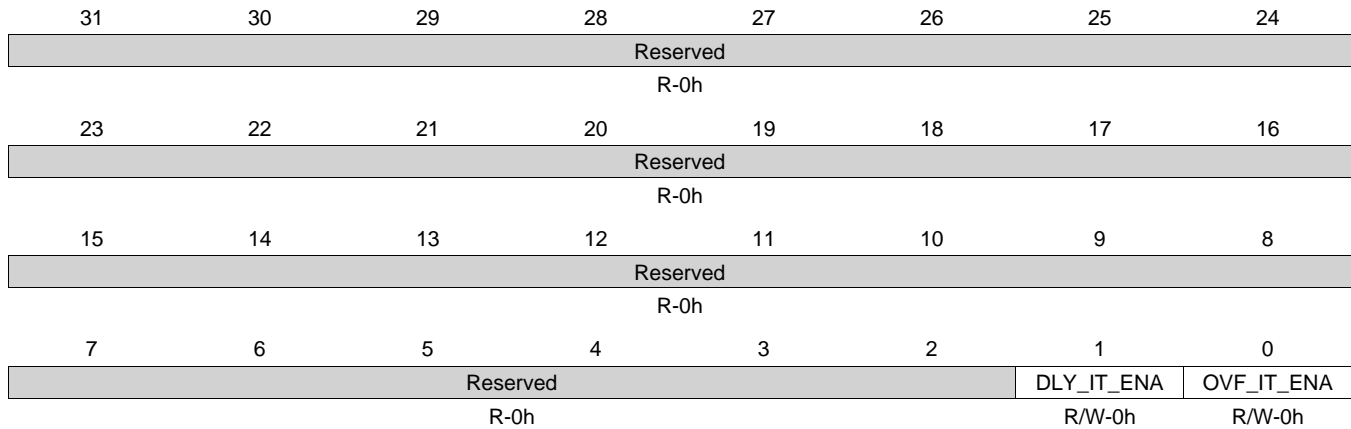 31 30 29 28 27 26 25 24
Reserved
R-0h
23 22 21 20 19 18 17 16
Reserved
R-0h
15 14 13 12 11 10 9 8
Reserved
R-0h
7 6 5 4 3 2 1 0
Reserved DLY_IT_ENA OVF_IT_ENA
R-0h R/W-0h R/W-0h